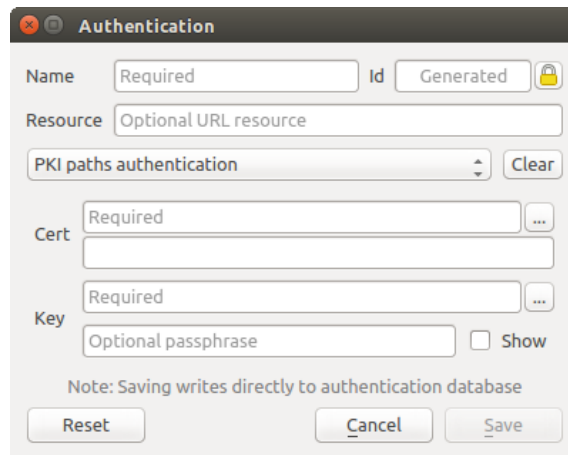 Authentication
Name Required Id Generated
Resource Optional URL resource
PKI paths authentication Clear
Cert Required ...
Key Required ...
Optional passphrase Show
Note: Saving writes directly to authentication database
Reset Cancel Save